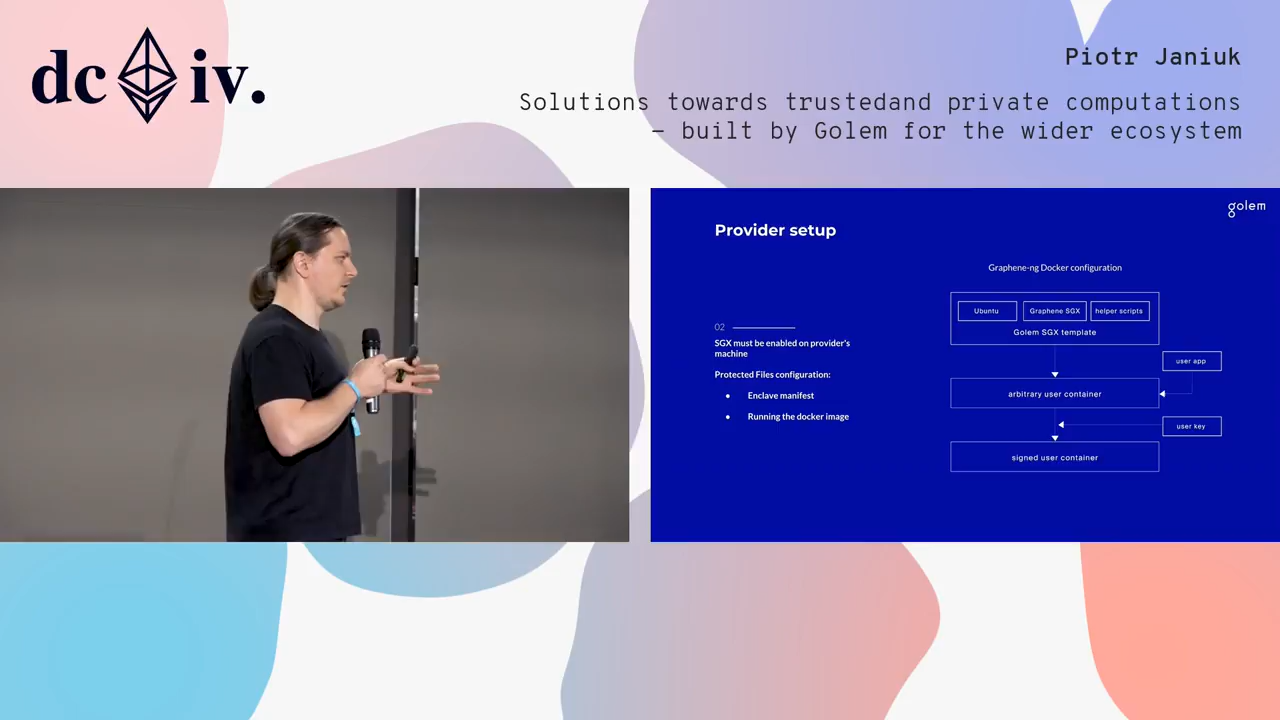 dc iv.
Piotr Janiuk
Solutions towards trustedand private computations
– built by Golem for the wider ecosystem
golem
Provider setup
02
SGX must be enabled on provider's
machine
Protected Files configuration:
• Enclave manifest
• Running the docker image
Graphene-ng Docker configuration
Ubuntu
Graphene SGX
helper scripts
Golem SGX template
user app
arbitrary user container
user key
signed user container